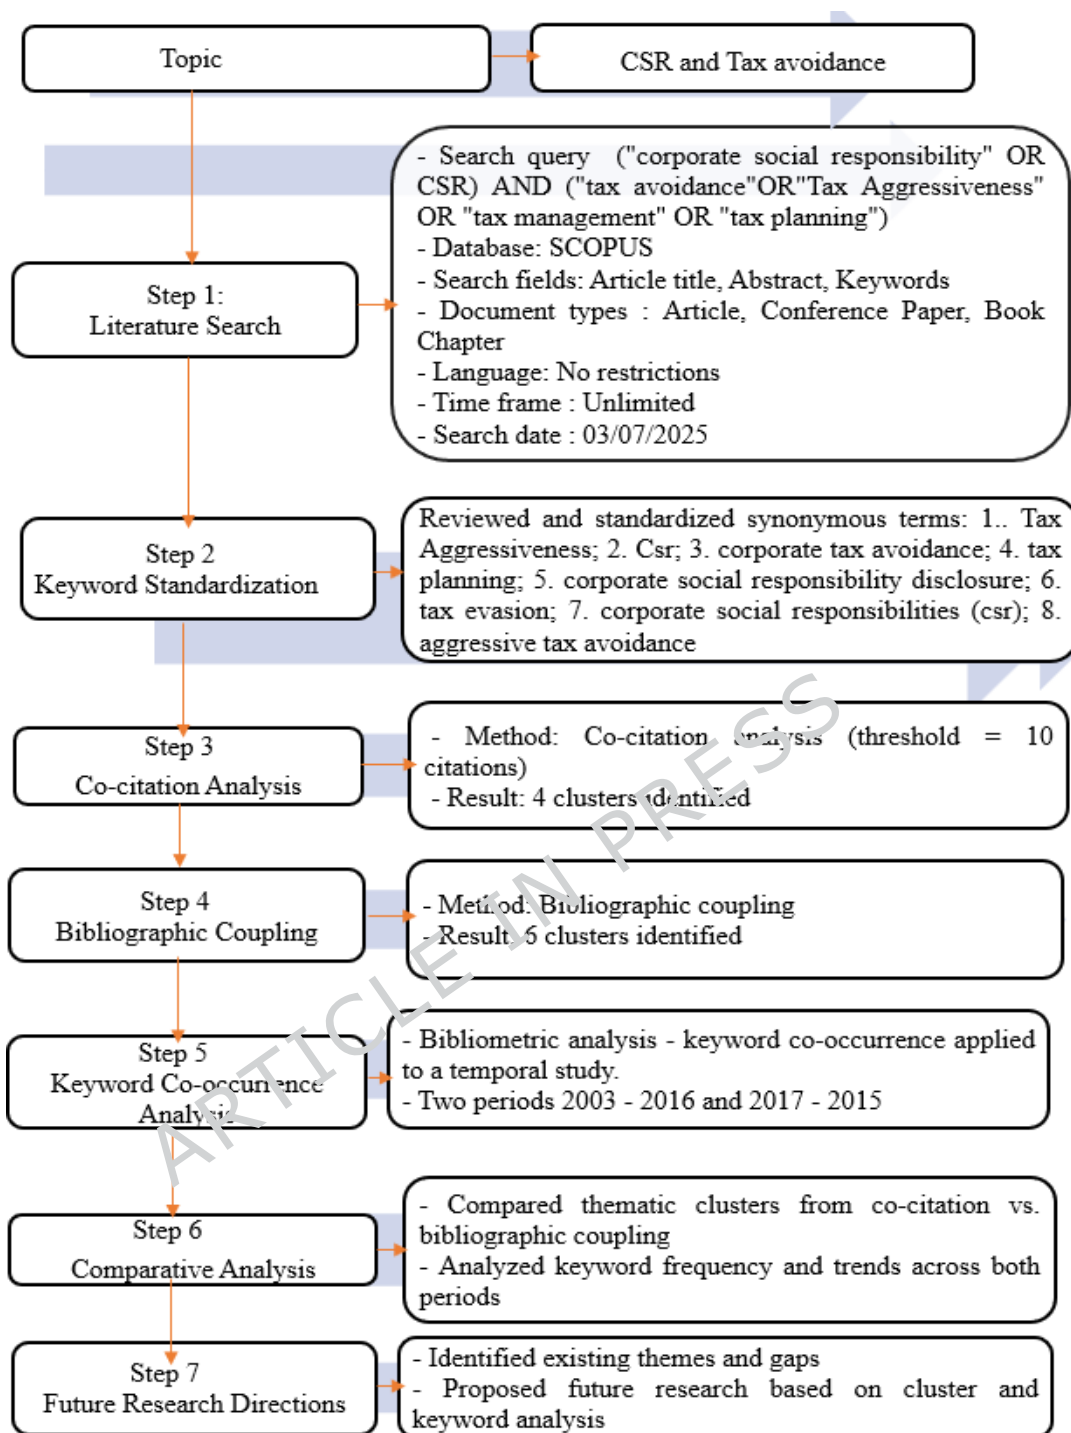 Topic
CSR and Tax avoidance
Step 1:
Literature Search
- Search query ("corporate social responsibility" OR
CSR) AND ("tax avoidance"OR"Tax Aggressiveness"
OR "tax management" OR "tax planning")
- Database: SCOPUS
- Search fields: Article title, Abstract, Keywords
- Document types : Article, Conference Paper, Book
Chapter
- Language: No restrictions
- Time frame : Unlimited
- Search date : 03/07/2025
Step 2
Keyword Standardization
Reviewed and standardized synonymous terms: 1.. Tax
Aggressiveness; 2. Csr; 3. corporate tax avoidance; 4. tax
planning; 5. corporate social responsibility disclosure; 6.
tax evasion; 7. corporate social responsibilities (csr); 8.
aggressive tax avoidance
Step 3
Co-citation Analysis
- Method: Co-citation analysis (threshold = 10
citations)
- Result: 4 clusters identified
Step 4
Bibliographic Coupling
- Method: Bibliographic coupling
- Result: 6 clusters identified
Step 5
Keyword Co-occurrence
Analysis
- Bibliometric analysis - keyword co-occurrence applied
to a temporal study.
- Two periods 2003 - 2016 and 2017 - 2015
Step 6
Comparative Analysis
- Compared thematic clusters from co-citation vs.
bibliographic coupling
- Analyzed keyword frequency and trends across both
periods
Step 7
Future Research Directions
- Identified existing themes and gaps
- Proposed future research based on cluster and
keyword analysis
ARTICLE IN PRESS